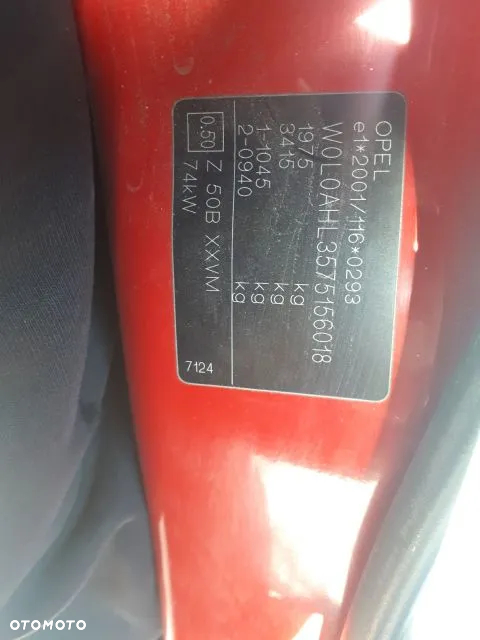 OPEL
e1*2001/116*0293
W0L0AHL3575156018
1975 kg
3415 kg
1-1045 kg
2-0940 kg
0.50 Z 50B XXVM
74kW
7124
OTOMOTO